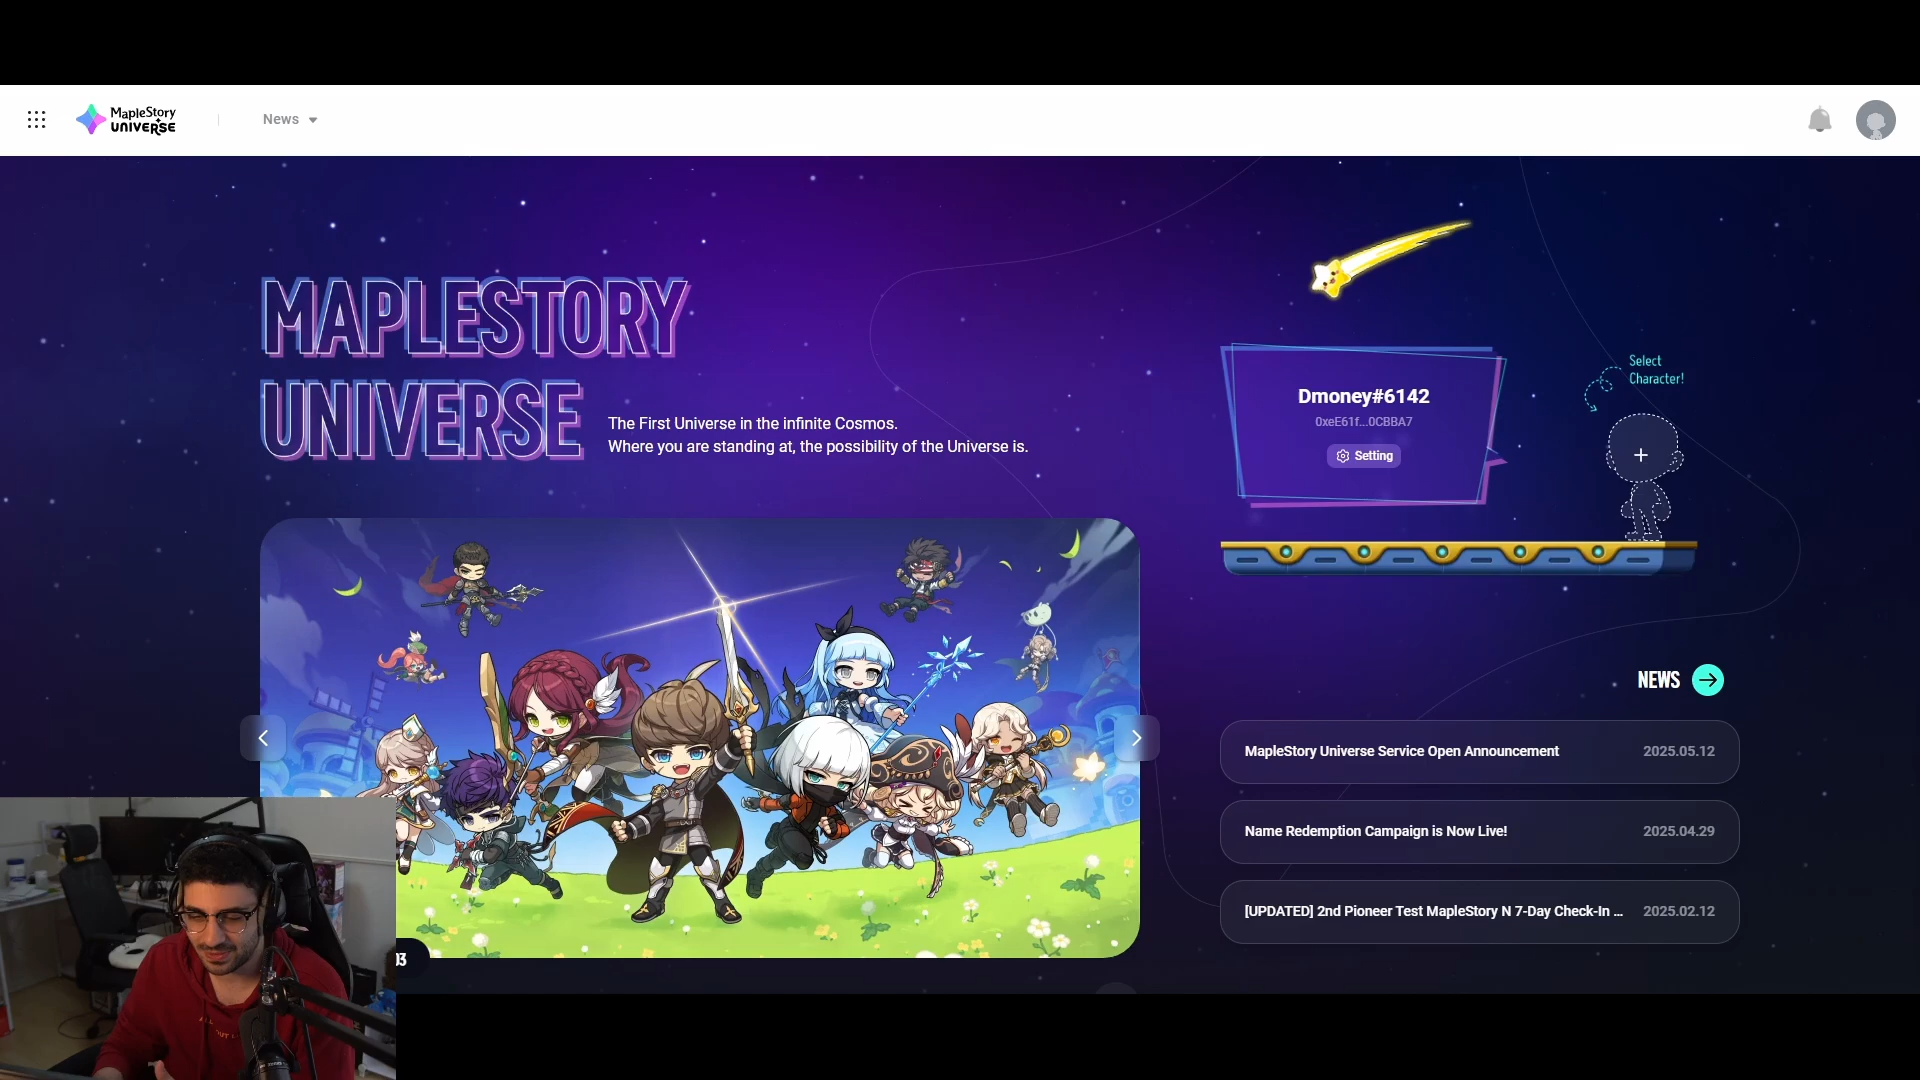 MapleStory
UNIVERSE
News
MAPLESTORY
UNIVERSE
The First Universe in the infinite Cosmos.
Where you are standing at, the possibility of the Universe is.
Dmoney#6142
0xeE61f...0CBBA7
Setting
Select
Character!
NEWS
MapleStory Universe Service Open Announcement 2025.05.12
Name Redemption Campaign is Now Live! 2025.04.29
[UPDATED] 2nd Pioneer Test MapleStory N 7-Day Check-In ... 2025.02.12
03